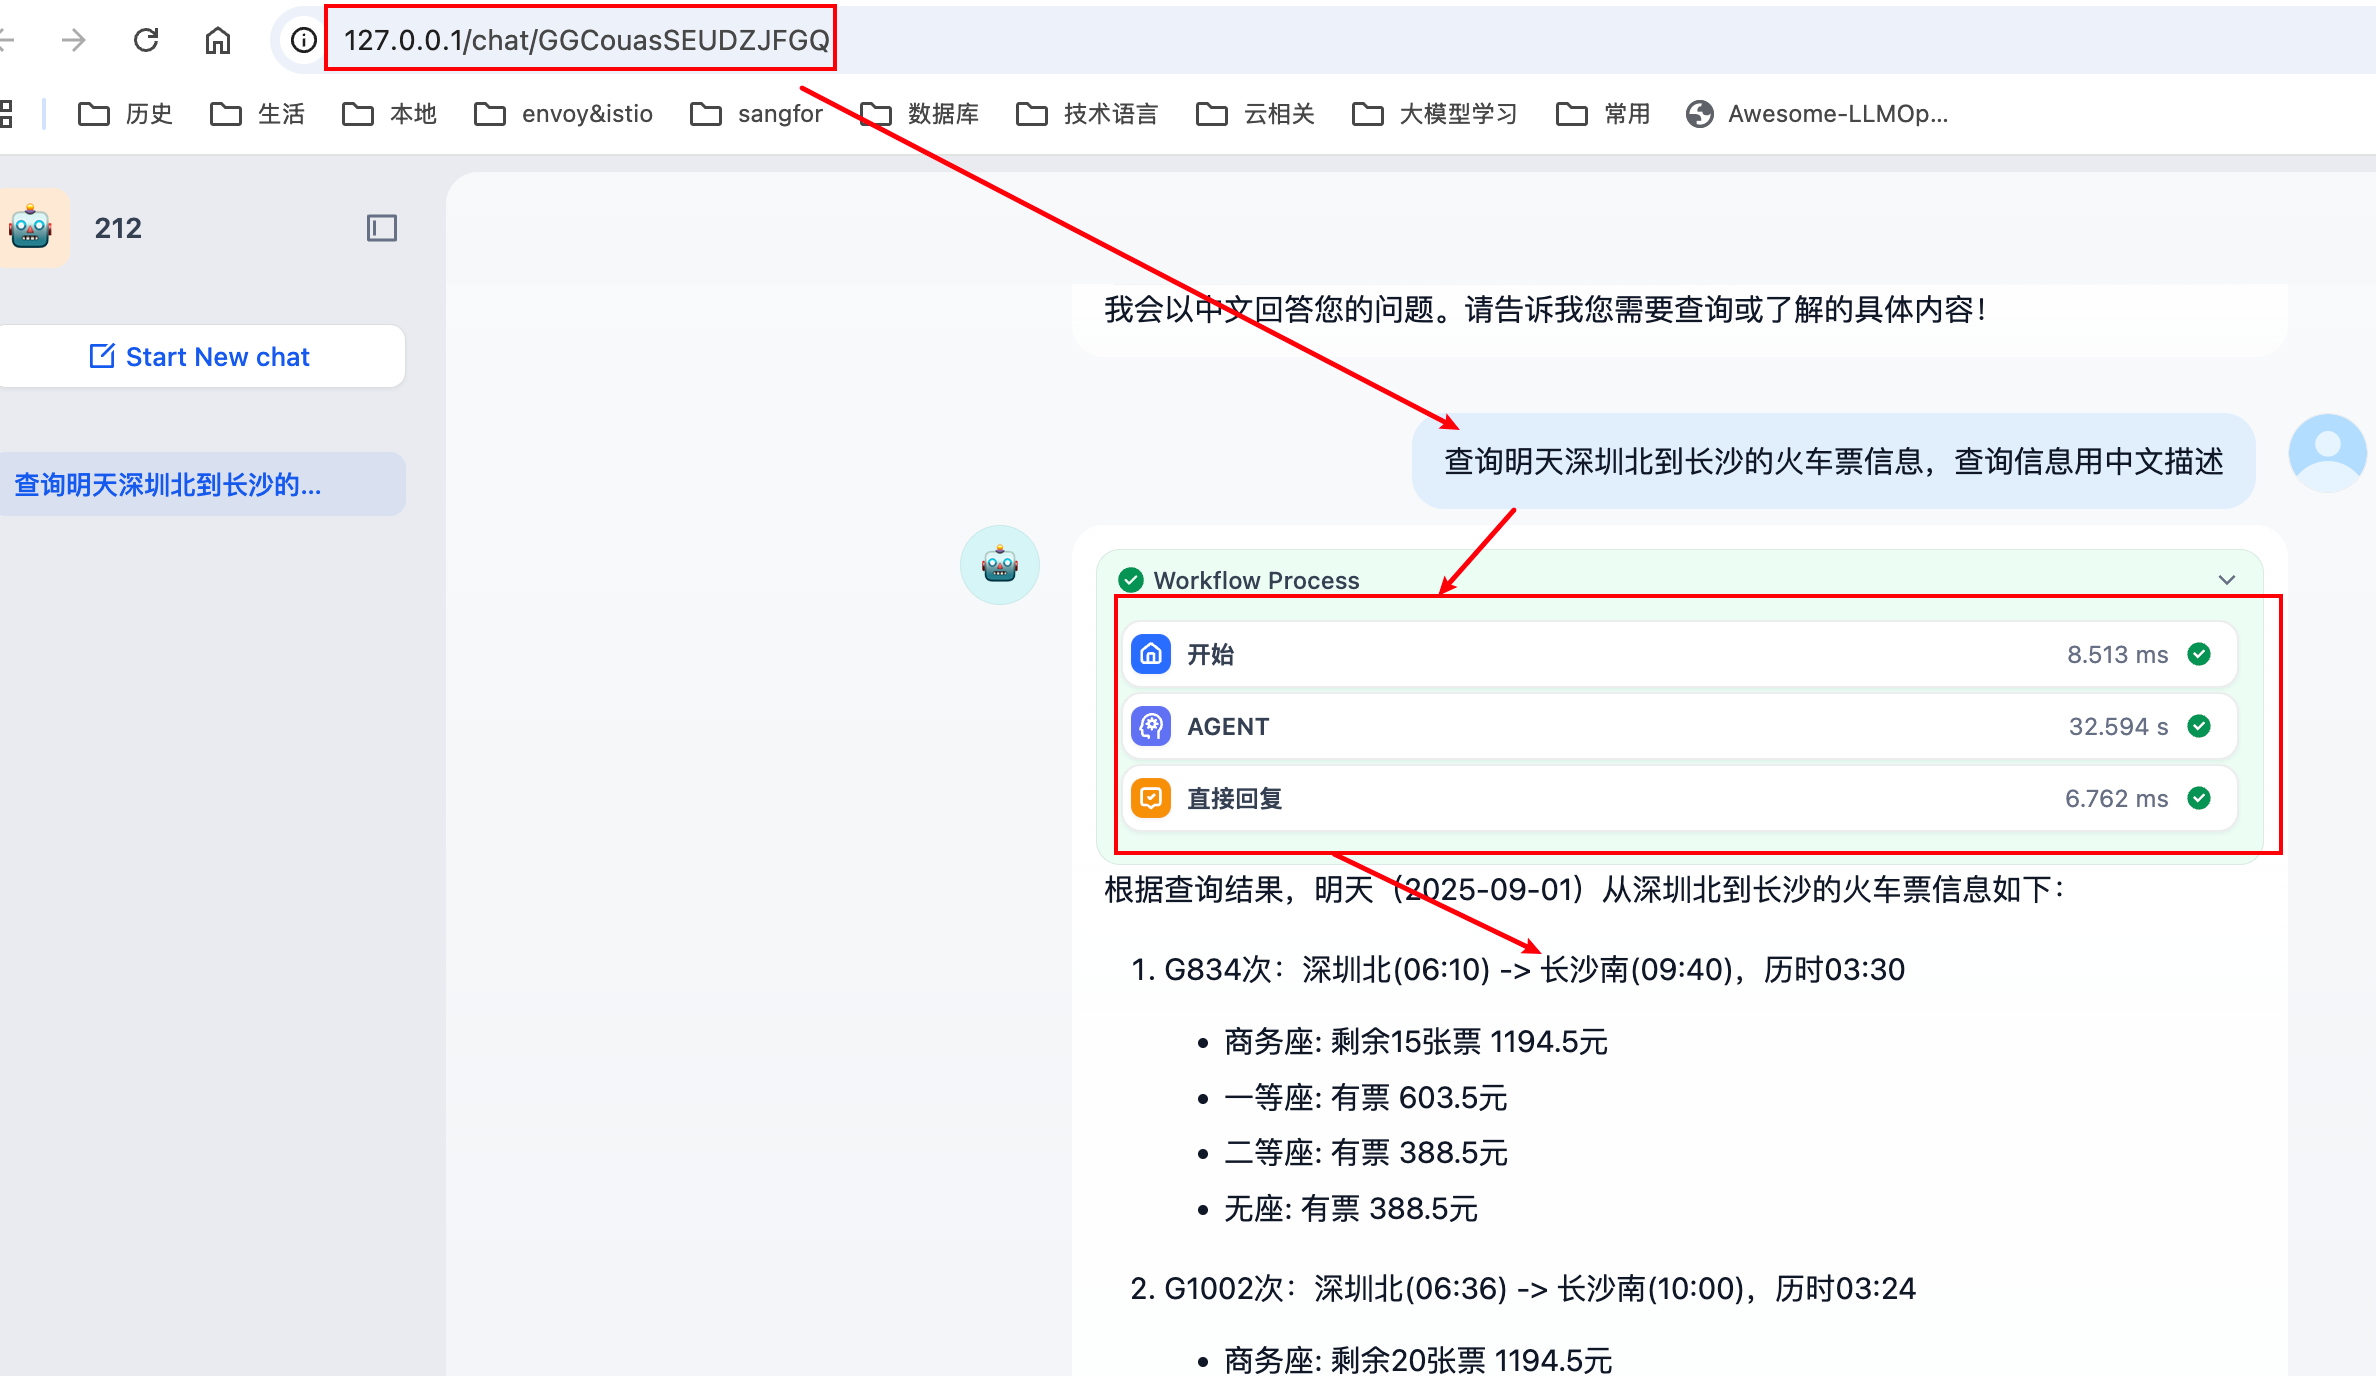 127.0.0.1/chat/GGCouasSEUDZJFGQ
历史 生活 本地 envoy&istio sangfor 数据库 技术语言 云相关 大模型学习 常用 Awesome-LLMOp...
212
Start New chat
查询明天深圳北到长沙的...
我会以中文回答您的问题。请告诉我您需要查询或了解的具体内容！
查询明天深圳北到长沙的火车票信息，查询信息用中文描述
Workflow Process
开始 8.513 ms
AGENT 32.594 s
直接回复 6.762 ms
根据查询结果，明天（2025-09-01）从深圳北到长沙的火车票信息如下：
1. G834次：深圳北(06:10) -> 长沙南(09:40)，历时03:30
• 商务座: 剩余15张票 1194.5元
• 一等座: 有票 603.5元
• 二等座: 有票 388.5元
• 无座: 有票 388.5元
2. G1002次：深圳北(06:36) -> 长沙南(10:00)，历时03:24
• 商务座: 剩余20张票 1194.5元